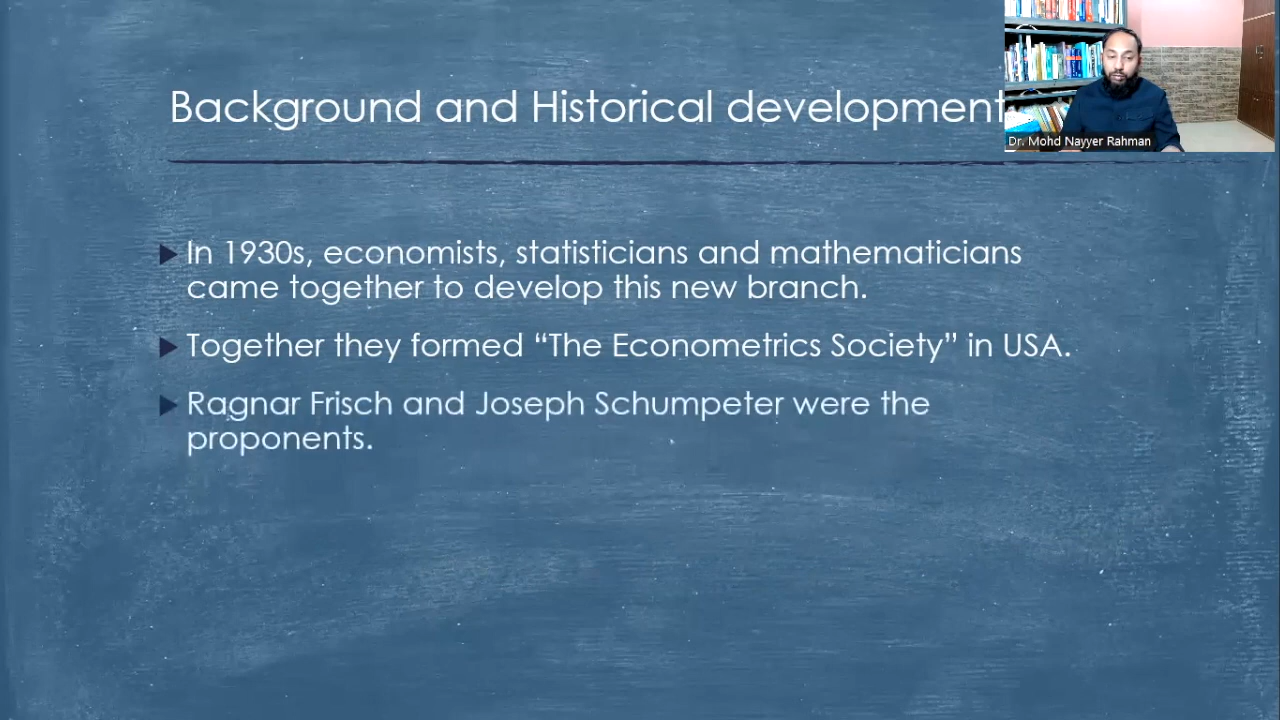 Background and Historical development
Dr. Mohd Nayyer Rahman
In 1930s, economists, statisticians and mathematicians
came together to develop this new branch.
Together they formed “The Econometrics Society” in USA.
Ragnar Frisch and Joseph Schumpeter were the
proponents.